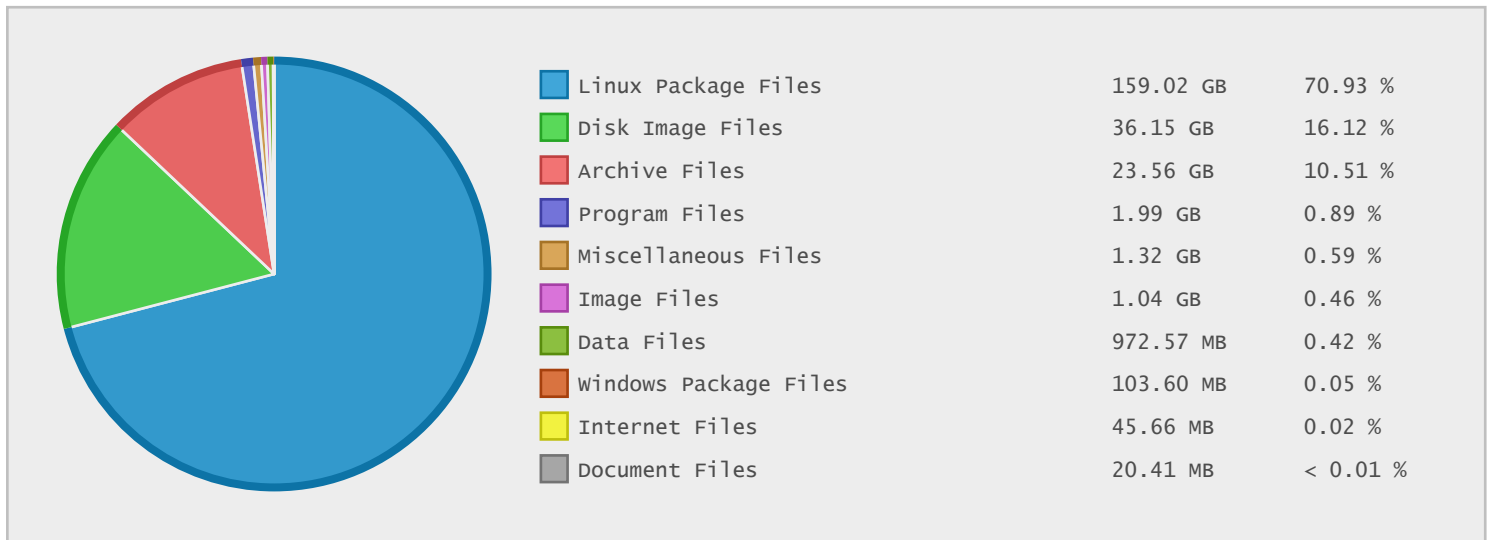 Linux Package Files 159.02 GB 70.93 %
Disk Image Files 36.15 GB 16.12 %
Archive Files 23.56 GB 10.51 %
Program Files 1.99 GB 0.89 %
Miscellaneous Files 1.32 GB 0.59 %
Image Files 1.04 GB 0.46 %
Data Files 972.57 MB 0.42 %
Windows Package Files 103.60 MB 0.05 %
Internet Files 45.66 MB 0.02 %
Document Files 20.41 MB < 0.01 %